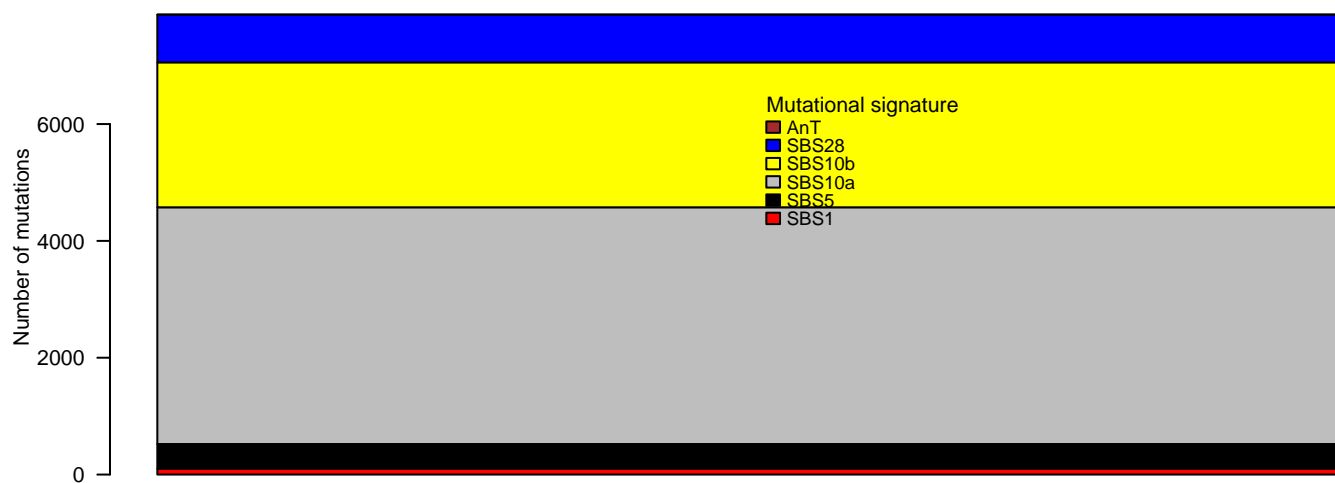 Number of mutations
6000
4000
2000
0
Mutational signature
AnT
SBS28
SBS10b
SBS10a
SBS5
SBS1